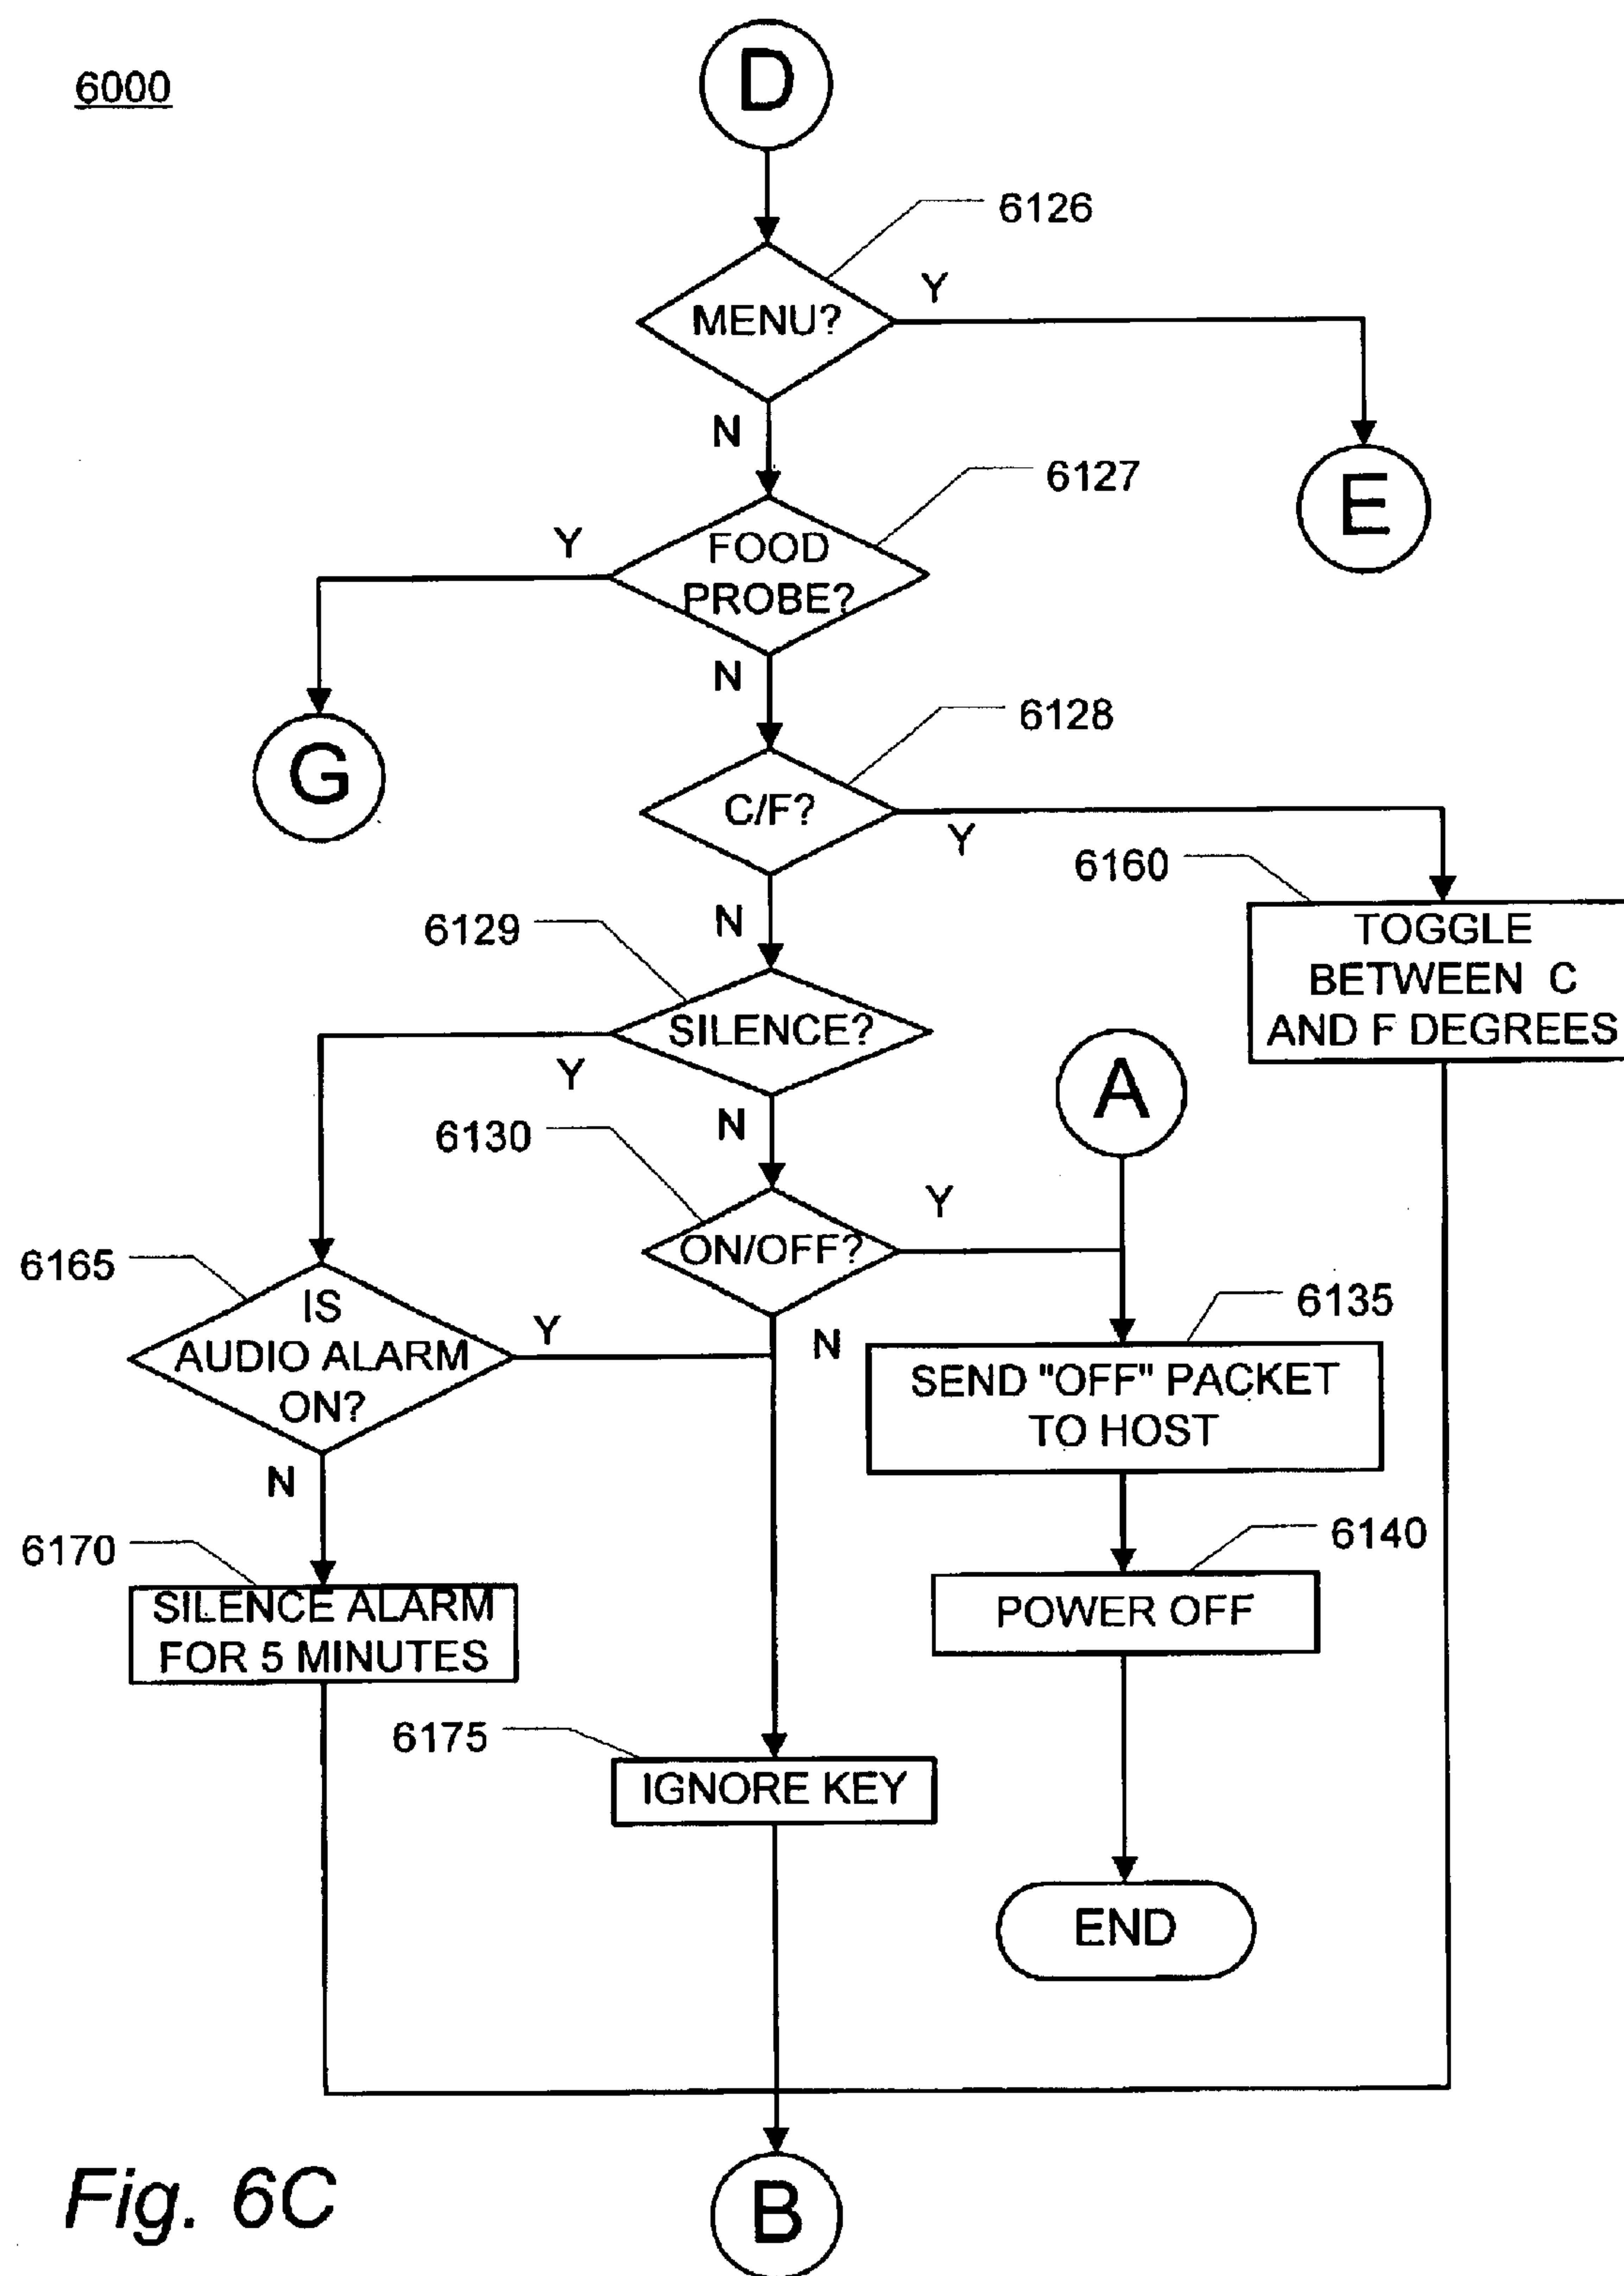 6000
D
6126
MENU?
Y
N
E
6127
FOOD
PROBE?
Y
N
G
6128
C/F?
Y
N
6160
TOGGLE
BETWEEN C
AND F DEGREES
6129
SILENCE?
Y
N
A
6130
ON/OFF?
Y
N
6165
IS
AUDIO ALARM
ON?
Y
N
6135
SEND "OFF" PACKET
TO HOST
6170
SILENCE ALARM
FOR 5 MINUTES
6140
POWER OFF
6175
IGNORE KEY
END
B
Fig. 6C